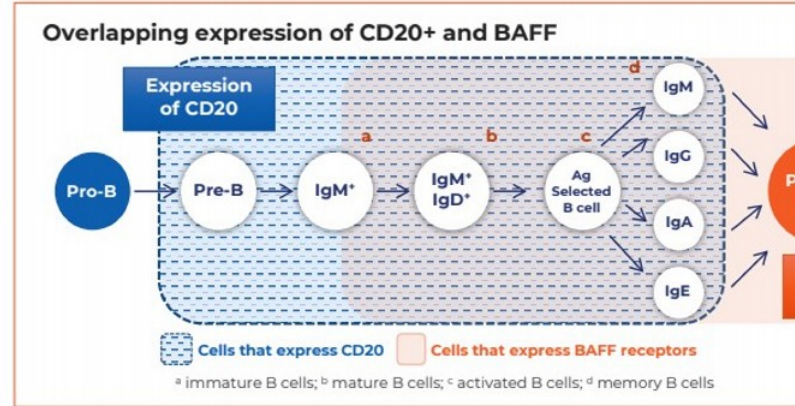 Overlapping expression of CD20+ and BAFF
Expression
of CD20
d
IgM
a
b
c
IgG
Pro-B
Pre-B
IgM⁺
IgM⁺
IgD⁺
Ag
Selected
B cell
IgA
IgE
Cells that express CD20
Cells that express BAFF receptors
ᵃ immature B cells; ᵇ mature B cells; ᶜ activated B cells; ᵈ memory B cells